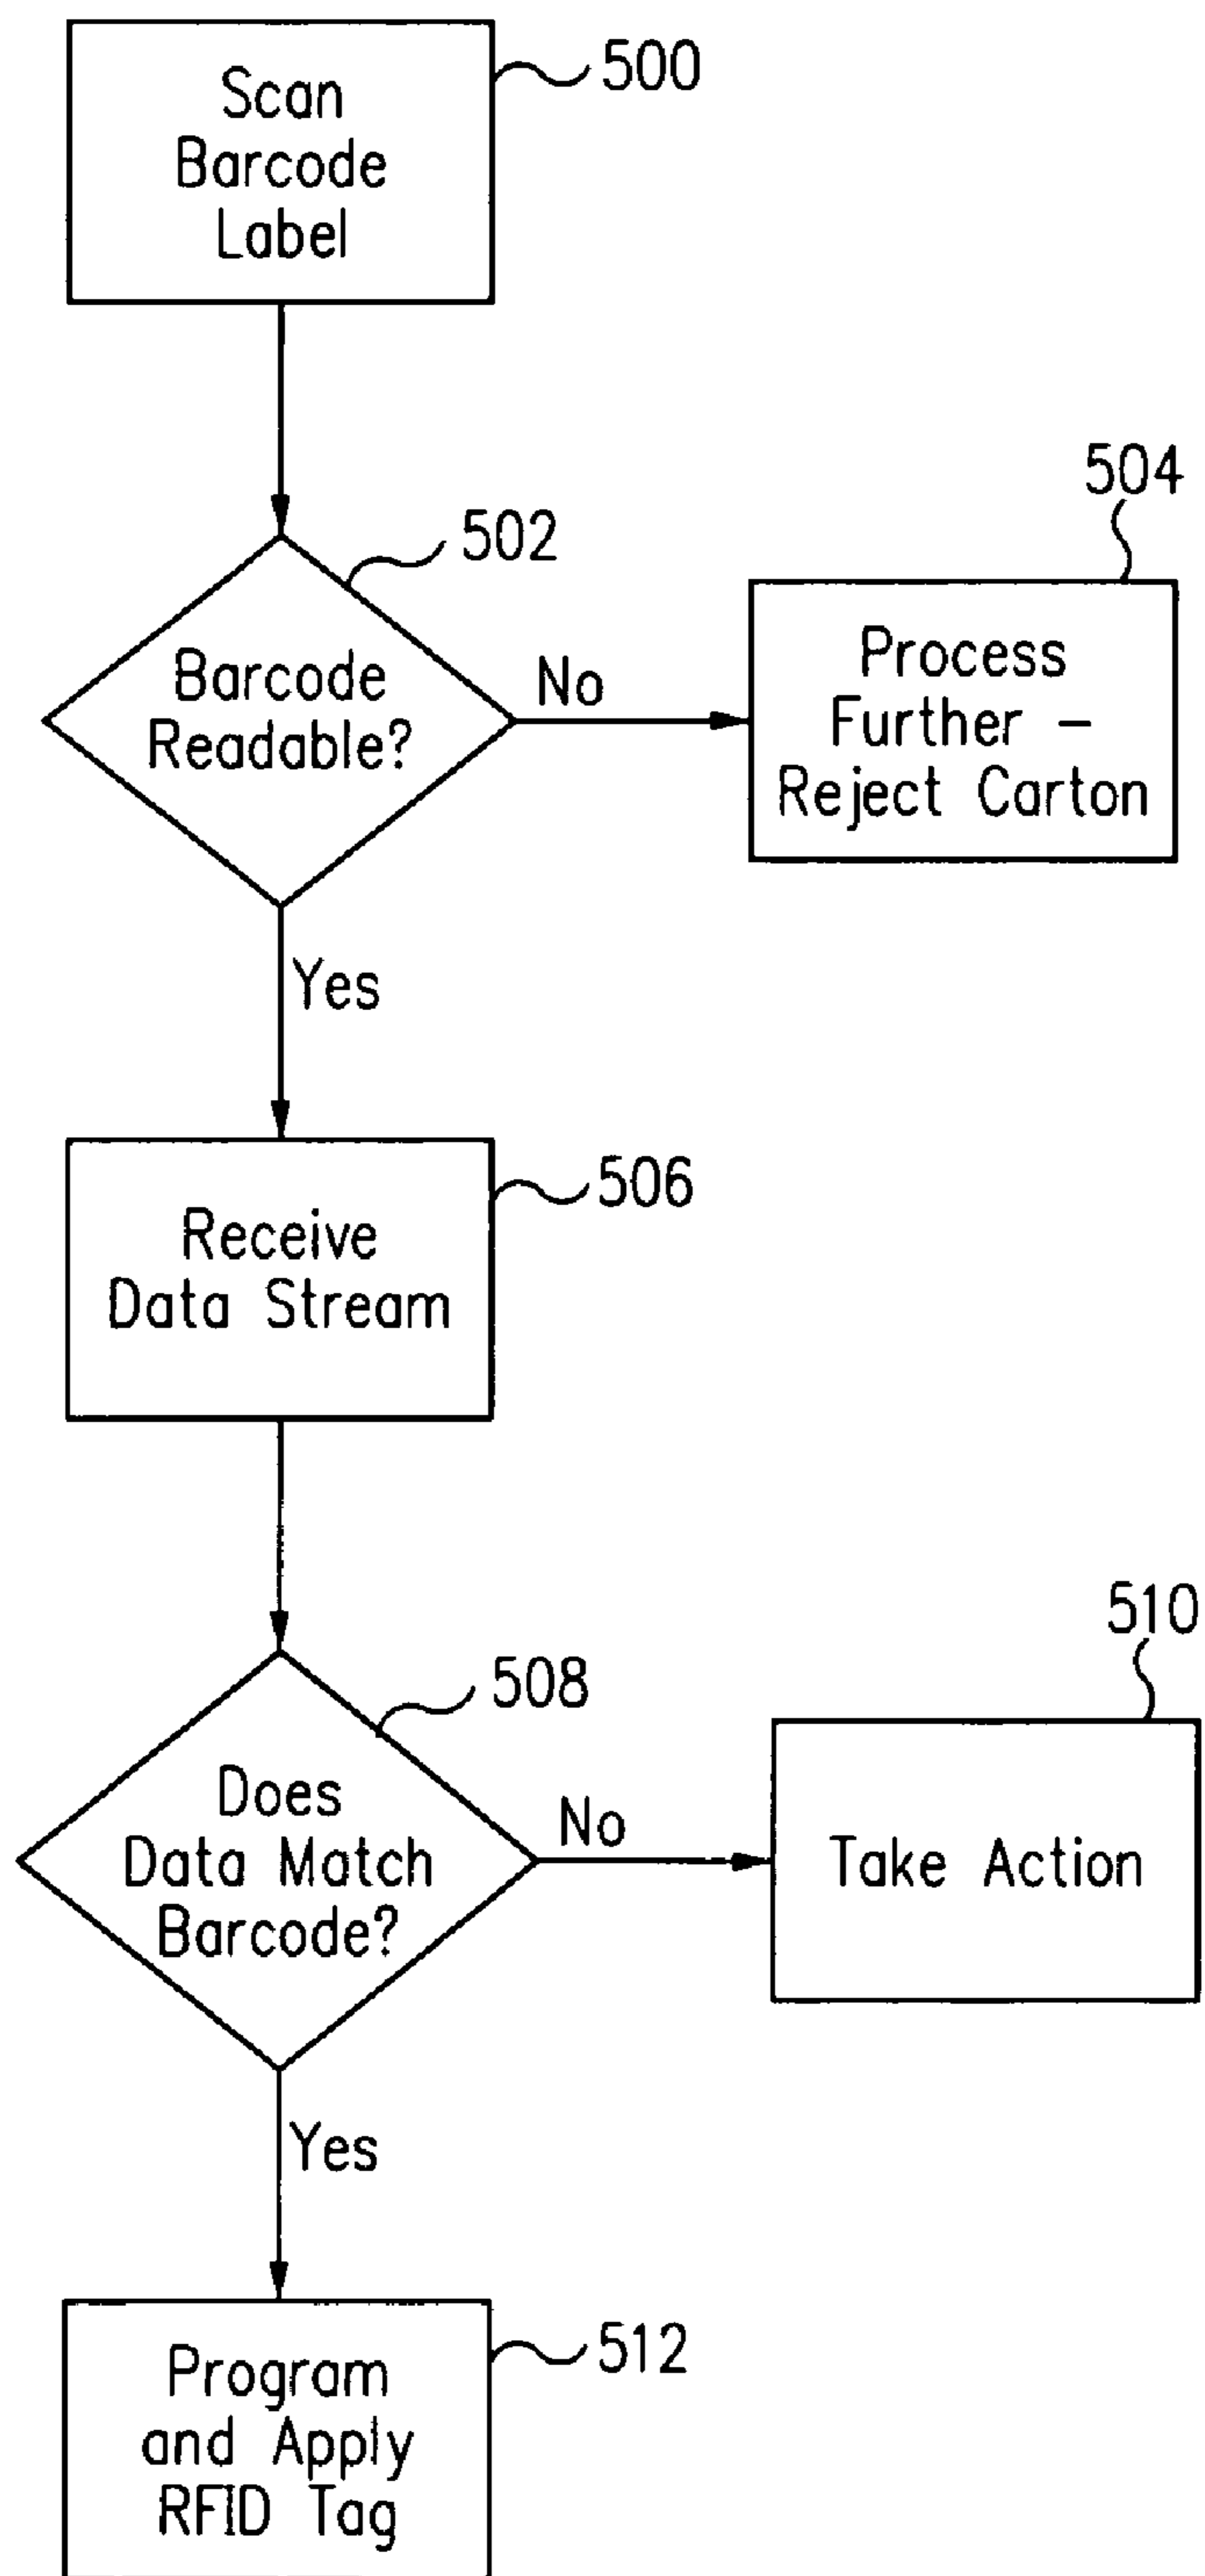 Scan
Barcode
Label
500
502
Barcode
Readable?
No
504
Process
Further –
Reject Carton
Yes
506
Receive
Data Stream
508
Does
Data Match
Barcode?
No
510
Take Action
Yes
512
Program
and Apply
RFID Tag